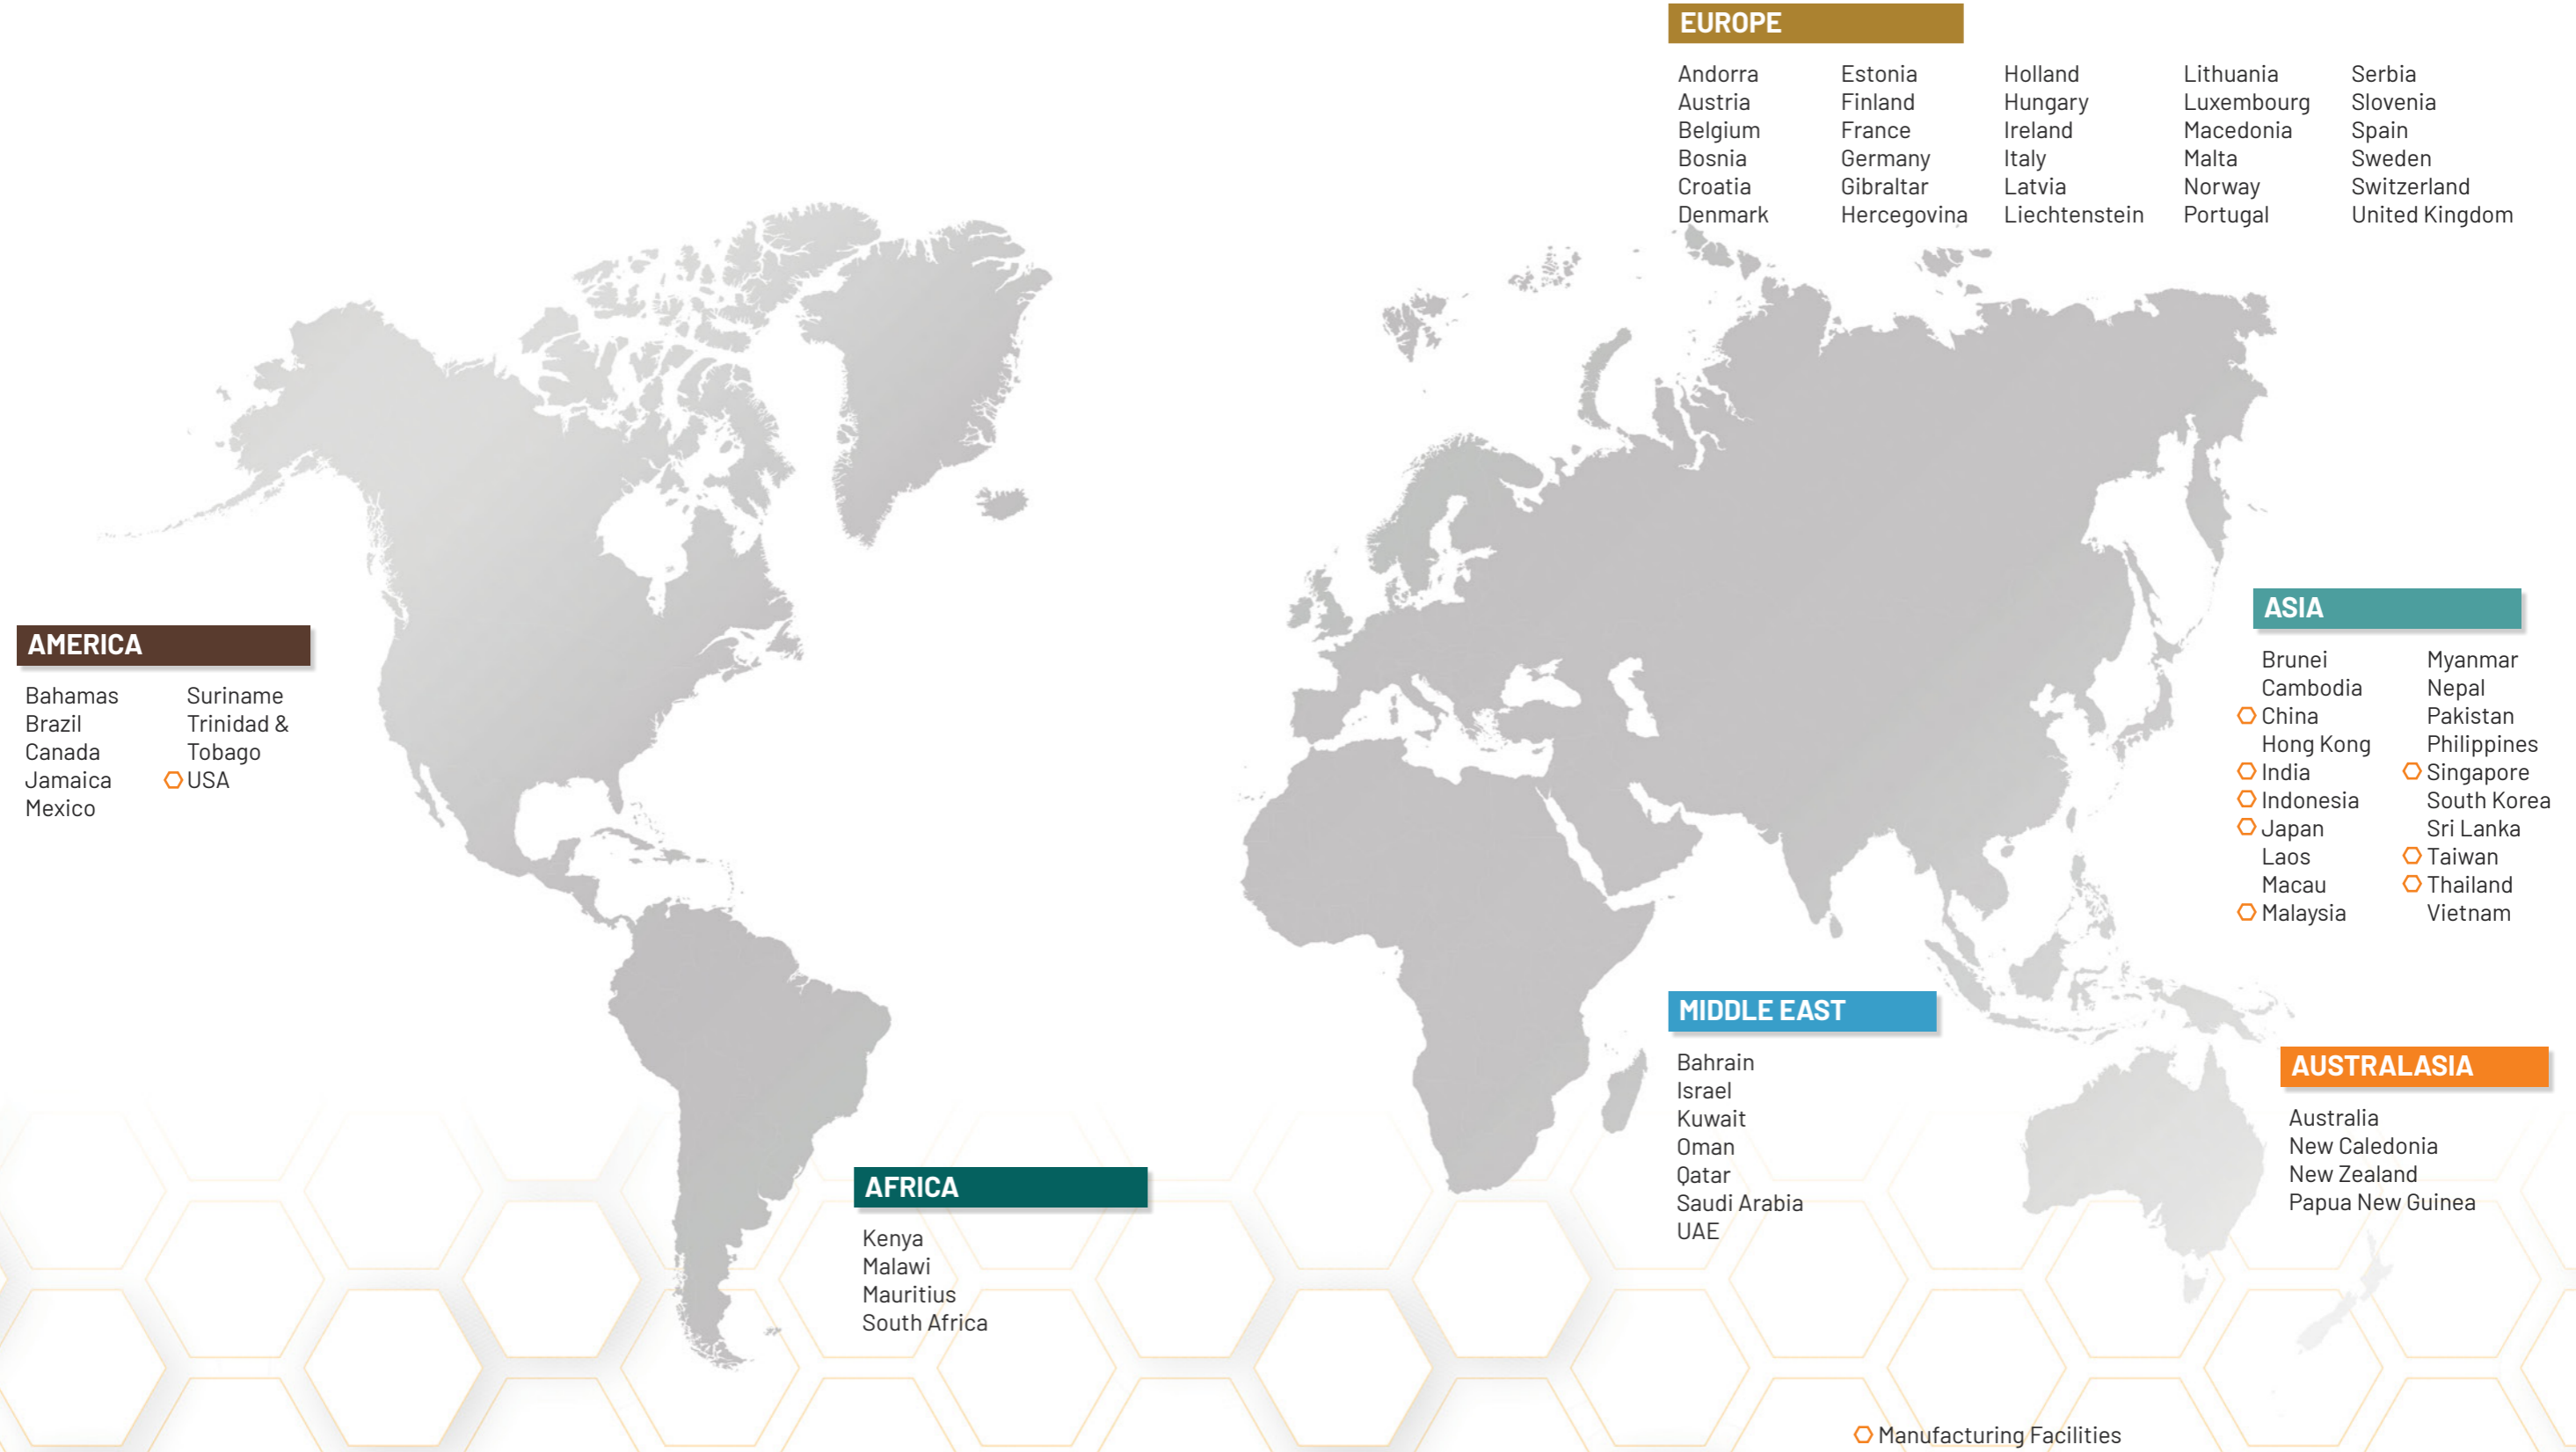 EUROPE
Andorra
Austria
Belgium
Bosnia
Croatia
Denmark
Estonia
Finland
France
Germany
Gibraltar
Hercegovina
Holland
Hungary
Ireland
Italy
Latvia
Liechtenstein
Lithuania
Luxembourg
Macedonia
Malta
Norway
Portugal
Serbia
Slovenia
Spain
Sweden
Switzerland
United Kingdom
AMERICA
Bahamas
Brazil
Canada
Jamaica
Mexico
Suriname
Trinidad &
Tobago
USA
ASIA
Brunei
Cambodia
China
Hong Kong
India
Indonesia
Japan
Laos
Macau
Malaysia
Myanmar
Nepal
Pakistan
Philippines
Singapore
South Korea
Sri Lanka
Taiwan
Thailand
Vietnam
MIDDLE EAST
Bahrain
Israel
Kuwait
Oman
Qatar
Saudi Arabia
UAE
AUSTRALASIA
Australia
New Caledonia
New Zealand
Papua New Guinea
AFRICA
Kenya
Malawi
Mauritius
South Africa
Manufacturing Facilities